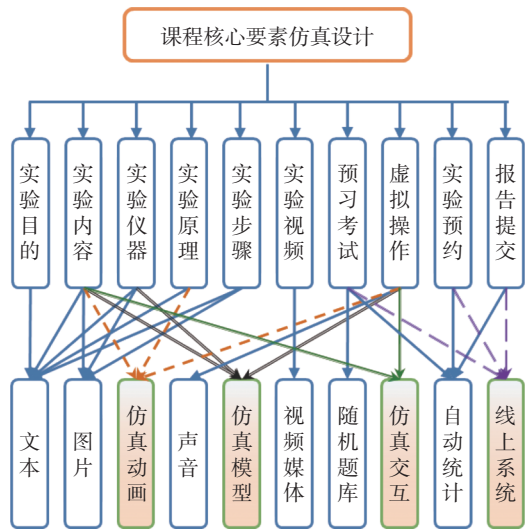 课程核心要素仿真设计
实验目的
实验内容
实验仪器
实验原理
实验步骤
实验视频
预习考试
虚拟操作
实验预约
报告提交
文本
图片
仿真动画
声音
仿真模型
视频媒体
随机题库
仿真交互
自动统计
线上系统